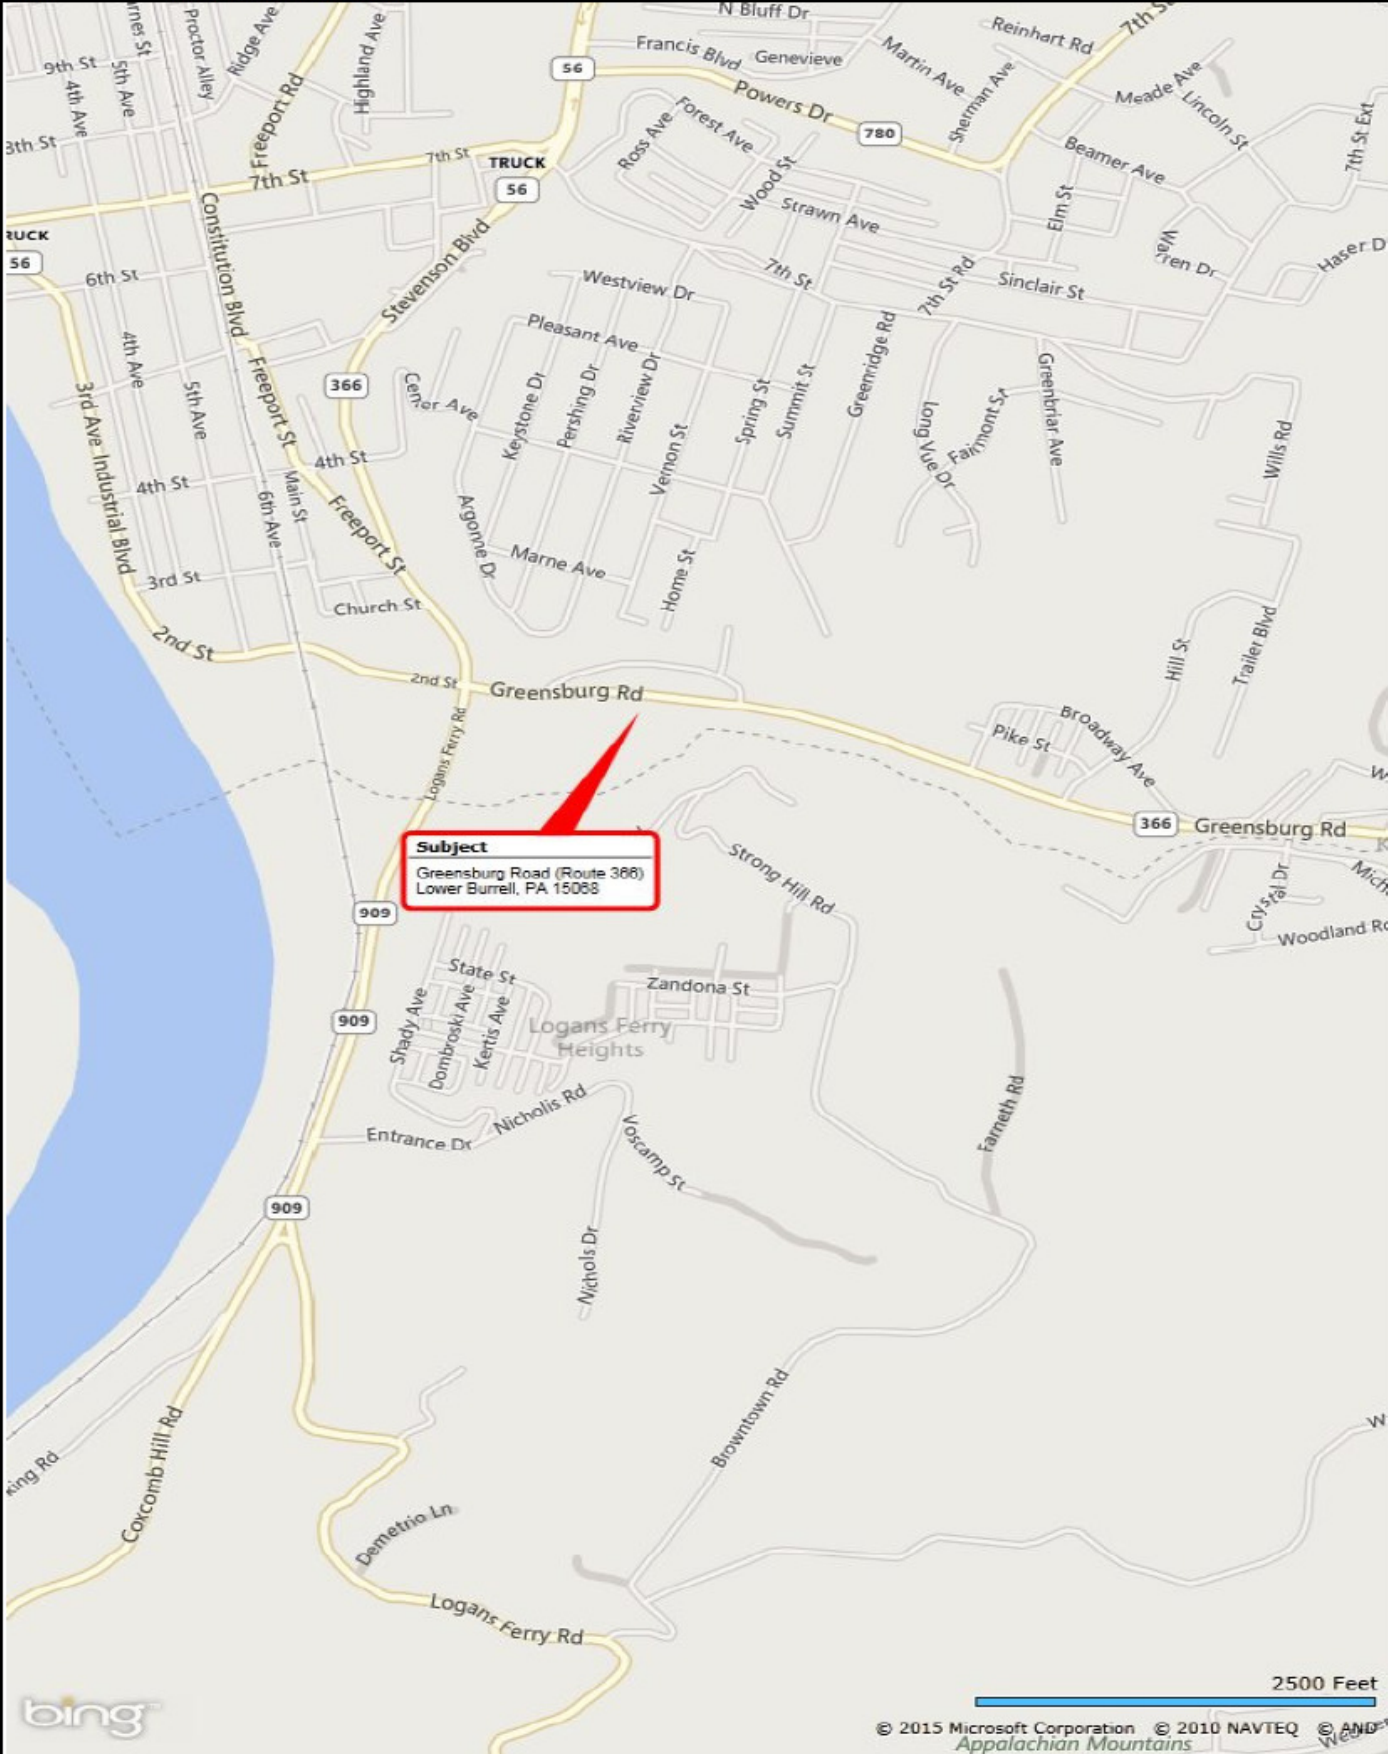 N Bluff Dr
7th St
Reinhart Rd
Proctor Alley
Ridge Ave
Highland Ave
Francis Blvd
Genevieve
Martin Ave
9th St
5th Ave
4th Ave
Freeport Rd
56
Powers Dr
Sherman Ave
Meade Ave
Lincoln St
780
Forest Ave
Ross Ave
7th St Ext
8th St
7th St
7th St
TRUCK
56
Wood St
Beamer Ave
Strawn Ave
Elm St
Warren Dr
Haser D
RUCK
56
6th St
Constitution Blvd
Stevenson Blvd
Westview Dr
7th St
7th St Rd
Sinclair St
Pleasant Ave
4th Ave
5th Ave
3rd Ave
Industrial Blvd
Freeport St
366
Center Ave
Keystone Dr
Pershing Dr
Riverview Dr
Vernon St
Spring St
Summit St
Greenridge Rd
Long Vue Dr
Fairmont St
Greenbriar Ave
Wills Rd
4th St
4th St
Main St
6th Ave
Freeport St
Argonne Dr
Marne Ave
Home St
3rd St
Church St
2nd St
2nd St
Greensburg Rd
Hill St
Trailer Blvd
Logans Ferry Rd
Pike St
Broadway Ave
366
Greensburg Rd
Subject
Greensburg Road (Route 366)
Lower Burrell, PA 15068
Strong Hill Rd
Crystal Dr
Mich
Woodland Rd
909
State St
Zandona St
909
Shady Ave
Dombroski Ave
Kertis Ave
Logans Ferry
Heights
Nicholis Rd
Entrance Dr
Voscamp St
Farneth Rd
909
Nichols Dr
Browntown Rd
Coxcomb Hill Rd
king Rd
Demetrio Ln
Logans Ferry Rd
2500 Feet
bing™
© 2015 Microsoft Corporation © 2010 NAVTEQ © AND
Appalachian Mountains